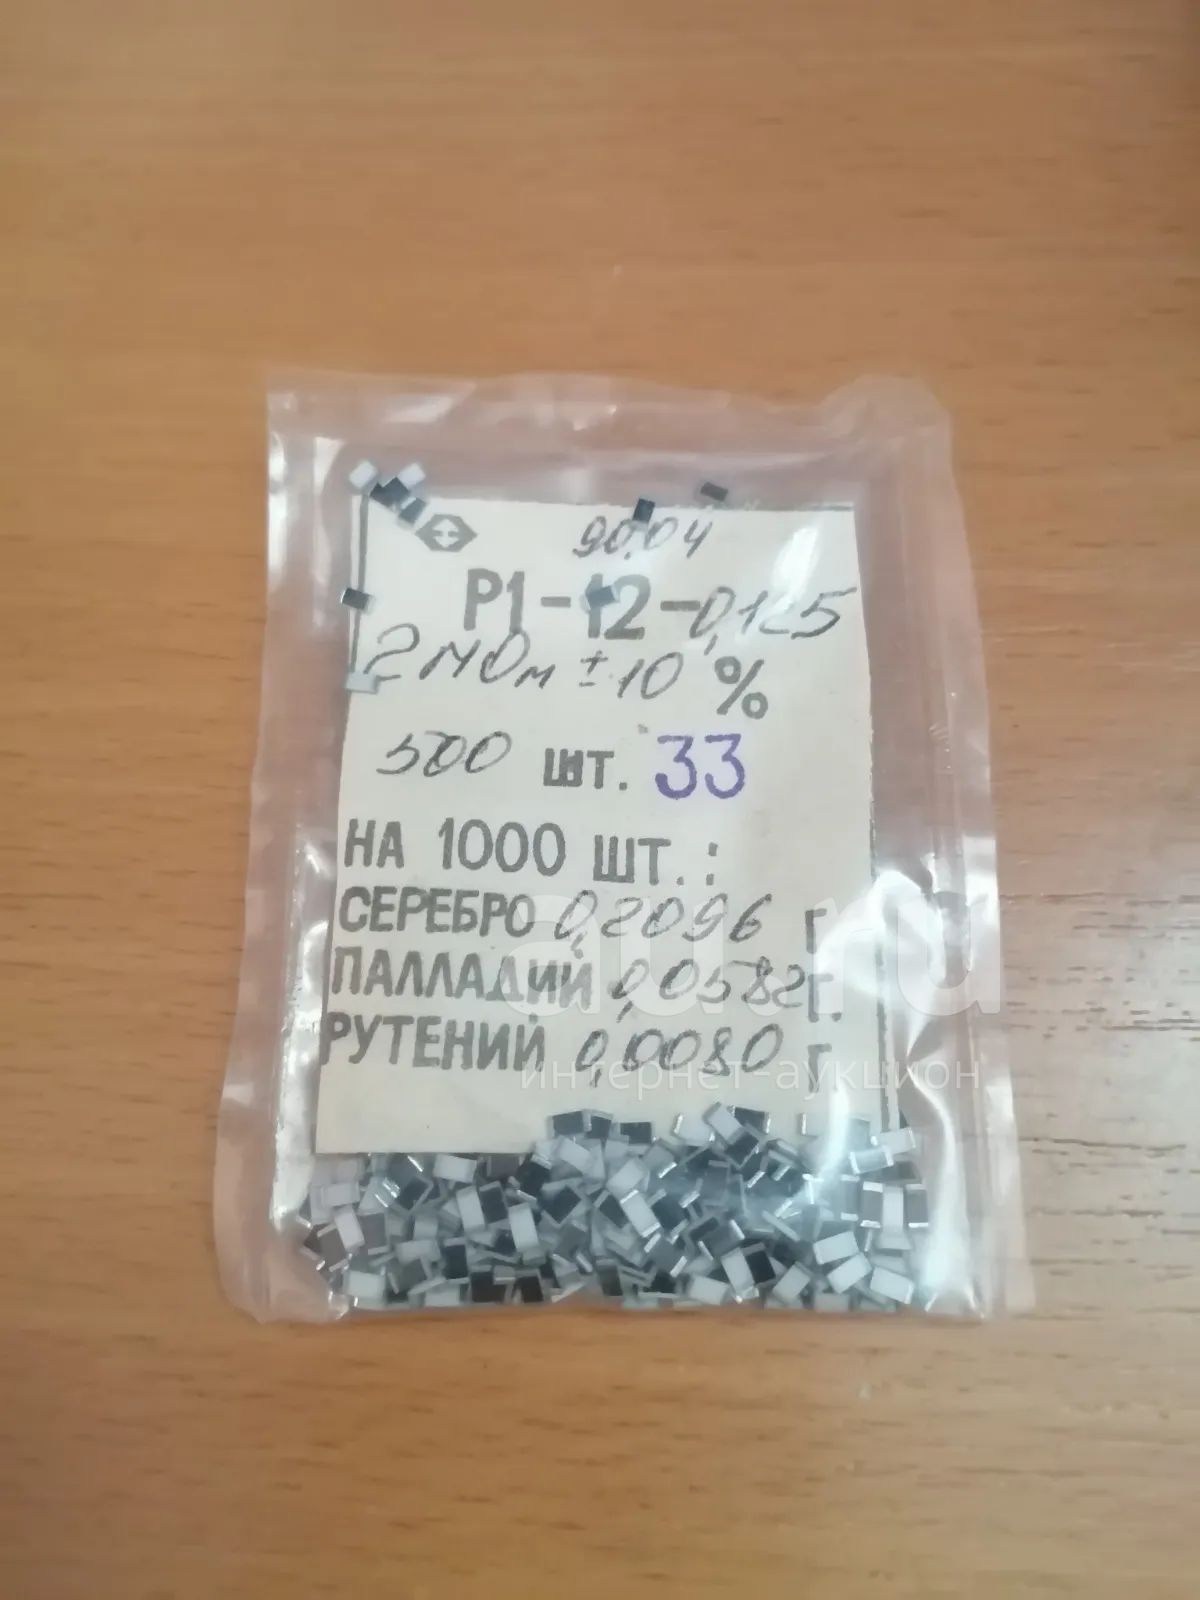 90.04
Р1-12-0,125
2 МОм ± 10 %
500 шт. 33
НА 1000 ШТ.:
СЕРЕБРО 0,2096 Г
ПАЛЛАДИЙ 0,0582 Г.
РУТЕНИЙ 0,0080 Г
au.ru
интернет-аукцион